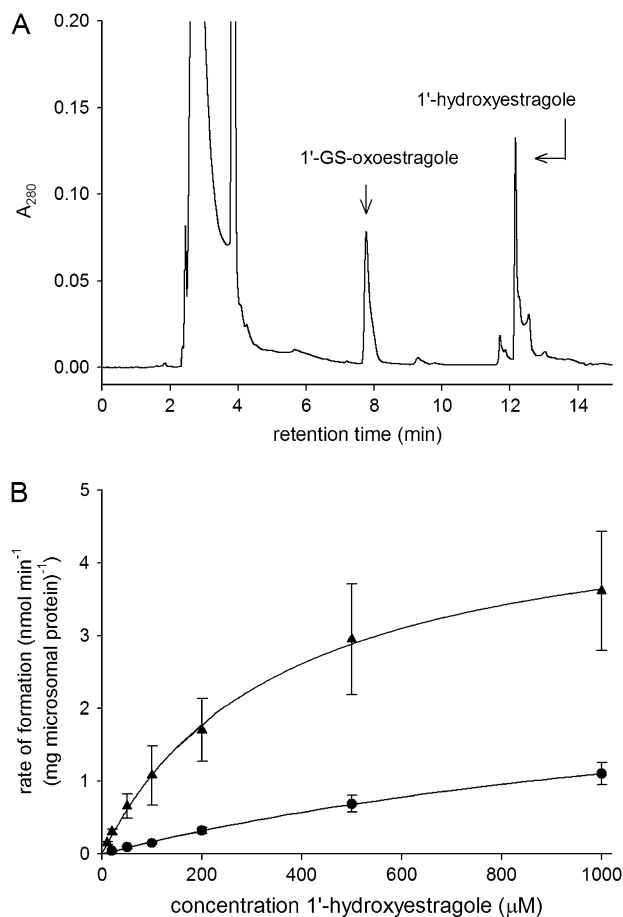 A
0.20
0.15
0.10
0.05
0.00
A280
1'-GS-oxoestragole
1'-hydroxyestragole
0 2 4 6 8 10 12 14
retention time (min)
B
5
4
3
2
1
0
rate of formation (nmol min-1
(mg microsomal protein)-1)
0 200 400 600 800 1000
concentration 1'-hydroxyestragole (μM)